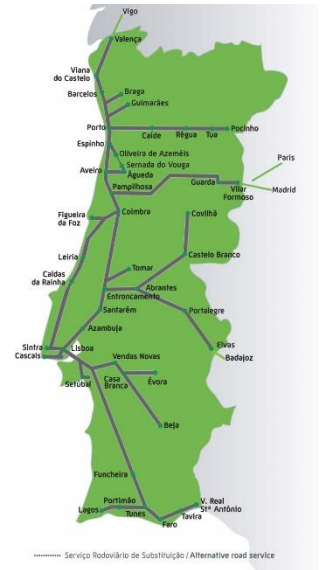 Vigo
Valença
Viana
do Castelo
Barcelos
Braga
Guimarães
Porto
Caíde
Régua
Tua
Pocinho
Espinho
Oliveira de Azeméis
Sernada do Vouga
Águeda
Aveiro
Pampilhosa
Guarda
Vilar
Formoso
Paris
Madrid
Figueira
da Foz
Coimbra
Covilhã
Leiria
Caldas
da Rainha
Tomar
Castelo Branco
Abrantes
Entroncamento
Santarém
Portalegre
Azambuja
Elvas
Badajoz
Sintra
Cascais
Lisboa
Vendas Novas
Setúbal
Casa
Branca
Évora
Beja
Funcheira
Portimão
Lagos
Tunes
V. Real
Stº António
Tavira
Faro
Serviço Rodoviário de Substituição / Alternative road service